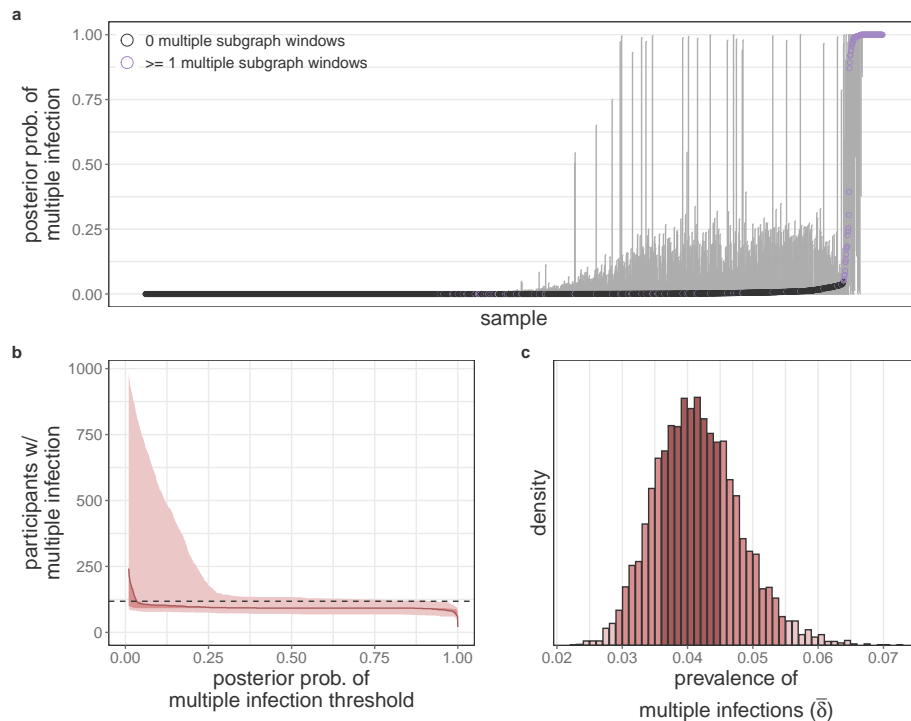 a
posterior prob. of
multiple infection
1.00
0.75
0.50
0.25
0.00
0 multiple subgraph windows
>= 1 multiple subgraph windows
sample
b
participants w/
multiple infection
1000
750
500
250
0
0.00 0.25 0.50 0.75 1.00
posterior prob. of
multiple infection threshold
c
density
0.02 0.03 0.04 0.05 0.06 0.07
prevalence of
multiple infections (δ̄)